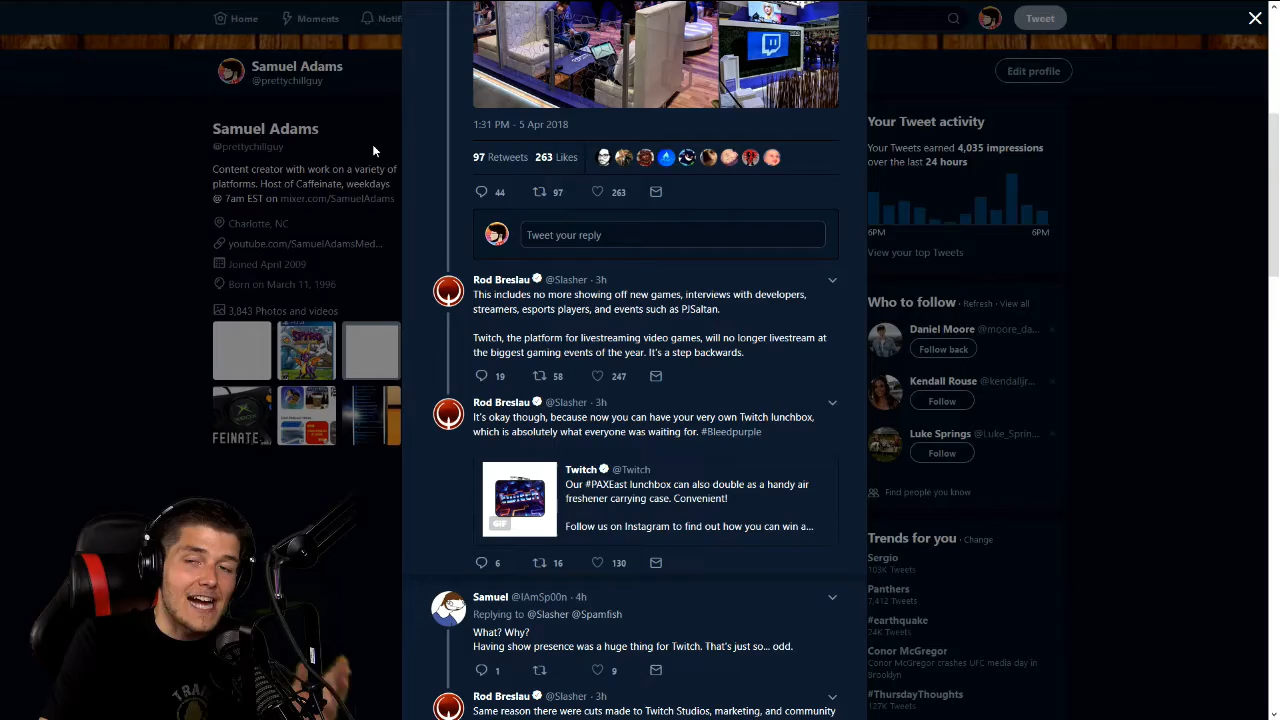 Home
Moments
Notif
Tweet
Samuel Adams
@prettychillguy
Edit profile
Samuel Adams
@prettychillguy
Content creator with work on a variety of
platforms. Host of Caffeinate, weekdays
@ 7am EST on mixer.com/SamuelAdams
Charlotte, NC
youtube.com/SamuelAdamsMed...
Joined April 2009
Born on March 11, 1996
3,843 Photos and videos
FEINATE
1:31 PM - 5 Apr 2018
97 Retweets 263 Likes
44 97 263
Tweet your reply
Rod Breslau @Slasher · 3h
This includes no more showing off new games, interviews with developers,
streamers, esports players, and events such as PJSaltan.
Twitch, the platform for livestreaming video games, will no longer livestream at
the biggest gaming events of the year. It's a step backwards.
19 58 247
Rod Breslau @Slasher · 3h
It's okay though, because now you can have your very own Twitch lunchbox,
which is absolutely what everyone was waiting for. #Bleedpurple
Twitch @Twitch
Our #PAXEast lunchbox can also double as a handy air
freshener carrying case. Convenient!
Follow us on Instagram to find out how you can win a...
GIF
6 16 130
Samuel @IAmSp00n · 4h
Replying to @Slasher @Spamfish
What? Why?
Having show presence was a huge thing for Twitch. That's just so... odd.
1 9
Rod Breslau @Slasher · 3h
Same reason there were cuts made to Twitch Studios, marketing, and community
Your Tweet activity
Your Tweets earned 4,035 impressions
over the last 24 hours
6PM 6PM
View your top Tweets
Who to follow · Refresh · View all
Daniel Moore @moore_da...
Follow back
Kendall Rouse @kendalljr...
Follow
Luke Springs @Luke_Sprin...
Follow
Find people you know
Trends for you · Change
Sergio
103K Tweets
Panthers
7,412 Tweets
#earthquake
24K Tweets
Conor McGregor
Conor McGregor crashes UFC media day in
Brooklyn
#ThursdayThoughts
127K Tweets